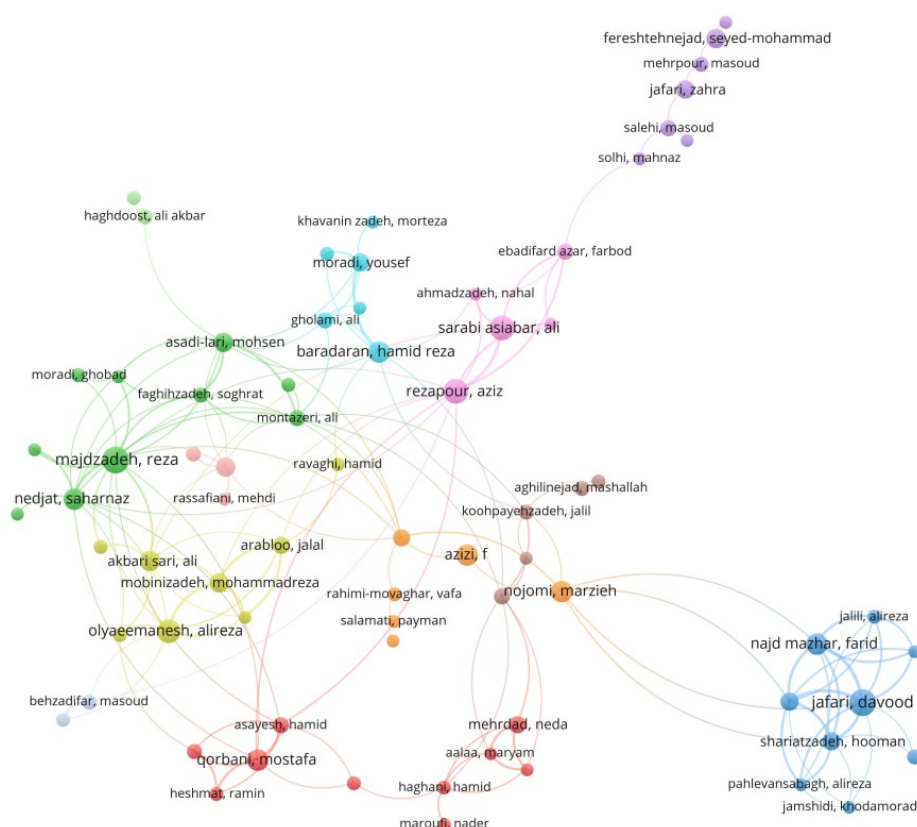 fereshtehnejad, seyed-mohammad
mehrpour, masoud
jafari, zahra
salehi, masoud
solhi, mahnaz
haghdoost, ali akbar
khavanin zadeh, morteza
ebadifard azar, farbod
moradi, yousef
ahmadzadeh, nahal
gholami, ali
sarabi asiabar, ali
asadi-lari, mohsen
baradaran, hamid reza
moradi, ghobad
faghihzadeh, soghrat
rezapour, aziz
montazeri, ali
majdzadeh, reza
ravaghi, hamid
nedjat, saharnaz
rassafiani, mehdi
aghilinejad, mashallah
koohpayehzadeh, jalil
akbari sari, ali
arabloo, jalal
azizi, f
mobinizadeh, mohammadreza
rahimi-movaghar, vafa
nojomi, marzieh
olyaeemanesh, alireza
salamati, payman
jalili, alireza
najd mazhar, farid
behzadifar, masoud
jafari, davood
asayesh, hamid
mehrdad, neda
shariatzadeh, hooman
qorbani, mostafa
aalaa, maryam
heshmat, ramin
haghani, hamid
pahlevansabagh, alireza
jamshidi, khodamorad
maroufi, nader